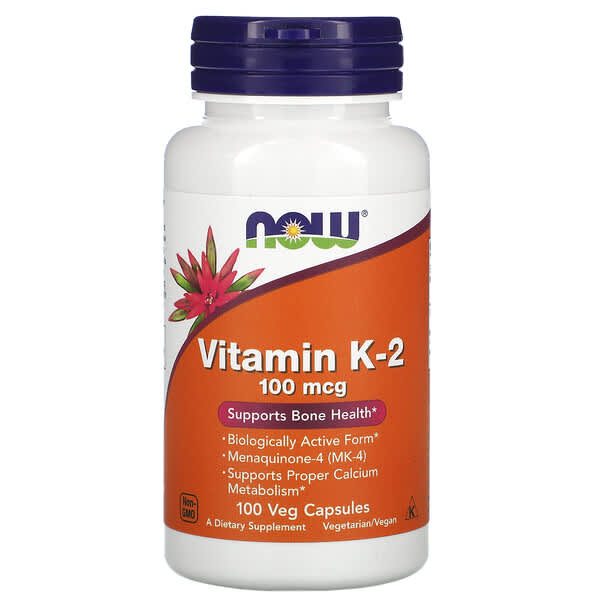 NOW®
Vitamin K-2
100 mcg
Supports Bone Health*
· Biologically Active Form*
· Menaquinone-4 (MK-4)
· Supports Proper Calcium
Metabolism*
100 Veg Capsules
Non-
GMO
A Dietary Supplement Vegetarian/Vegan
K